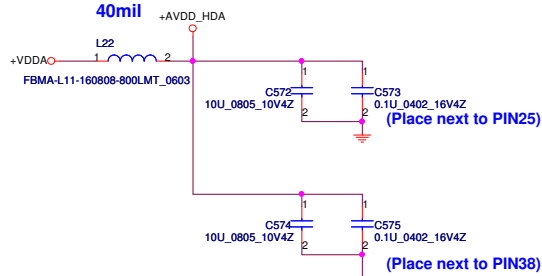 40mil
+AVDD_HDA
L22
+VDDA
1 2
FBMA-L11-160808-800LMT_0603
1 1
C572 C573
10U_0805_10V4Z 0.1U_0402_16V4Z
2 2
(Place next to PIN25)
1 1
C574 C575
10U_0805_10V4Z 0.1U_0402_16V4Z
2 2
(Place next to PIN38)